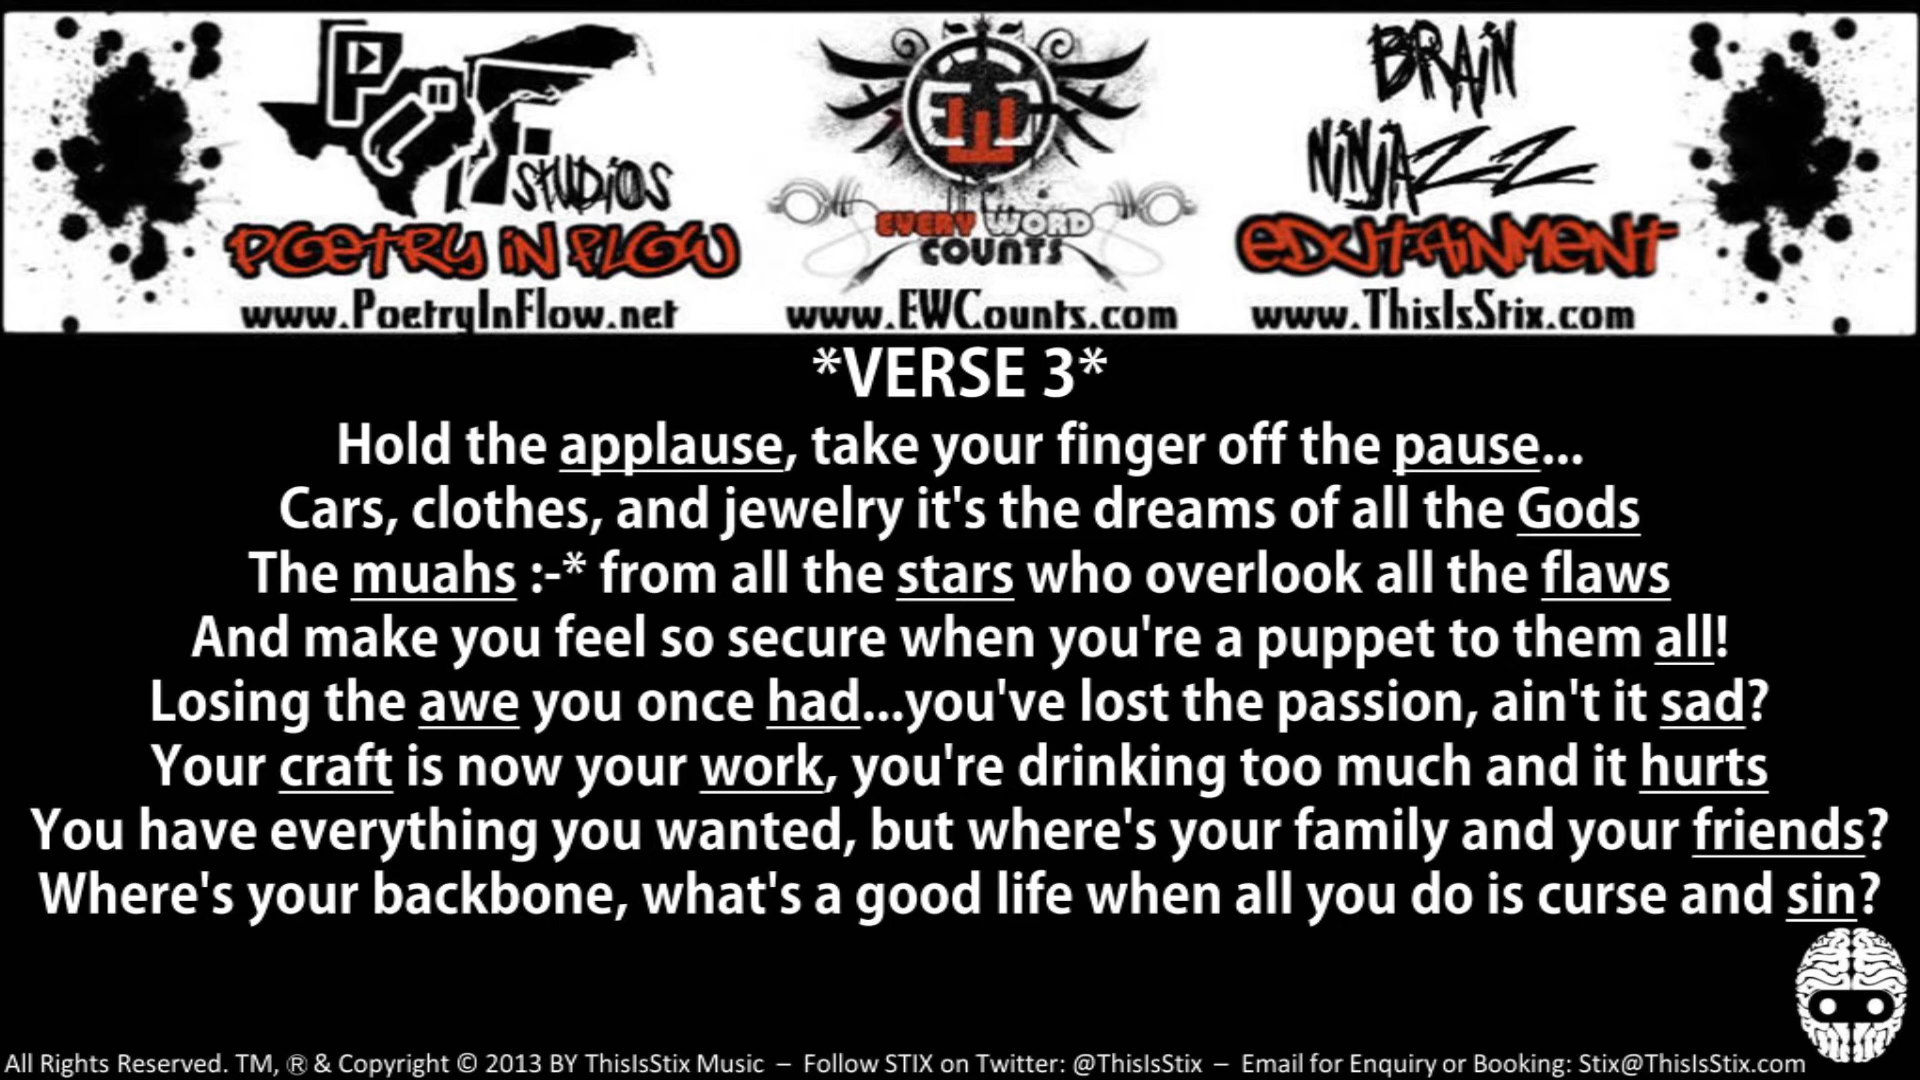 BRAIN
NINJAZZ
STUDIOS
POETRY IN FLOW
EVERY WORD
COUNTS
EDUTAINMENT
www.PoetryInFlow.net
www.EWCounts.com
www.ThisIsStix.com
*VERSE 3*
Hold the applause, take your finger off the pause...
Cars, clothes, and jewelry it's the dreams of all the Gods
The muahs :-* from all the stars who overlook all the flaws
And make you feel so secure when you're a puppet to them all!
Losing the awe you once had...you've lost the passion, ain't it sad?
Your craft is now your work, you're drinking too much and it hurts
You have everything you wanted, but where's your family and your friends?
Where's your backbone, what's a good life when all you do is curse and sin?
All Rights Reserved. TM, ® & Copyright © 2013 BY ThisIsStix Music – Follow STIX on Twitter: @ThisIsStix – Email for Enquiry or Booking: Stix@ThisIsStix.com